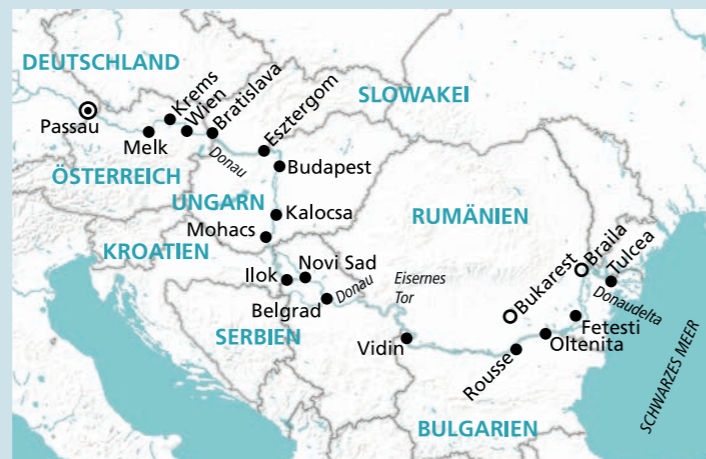 DEUTSCHLAND
Passau
Krems
Wien
Melk
Bratislava
SLOWAKEI
Esztergom
Donau
Budapest
ÖSTERREICH
UNGARN
Kalocsa
Mohacs
RUMÄNIEN
KROATIEN
Ilok
Novi Sad
Donau
Belgrad
Eisernes
Tor
SERBIEN
Vidin
Bukarest
Braila
Tulcea
Donaudelta
Fetesti
Oltenita
Rousse
BULGARIEN
SCHWARZES MEER